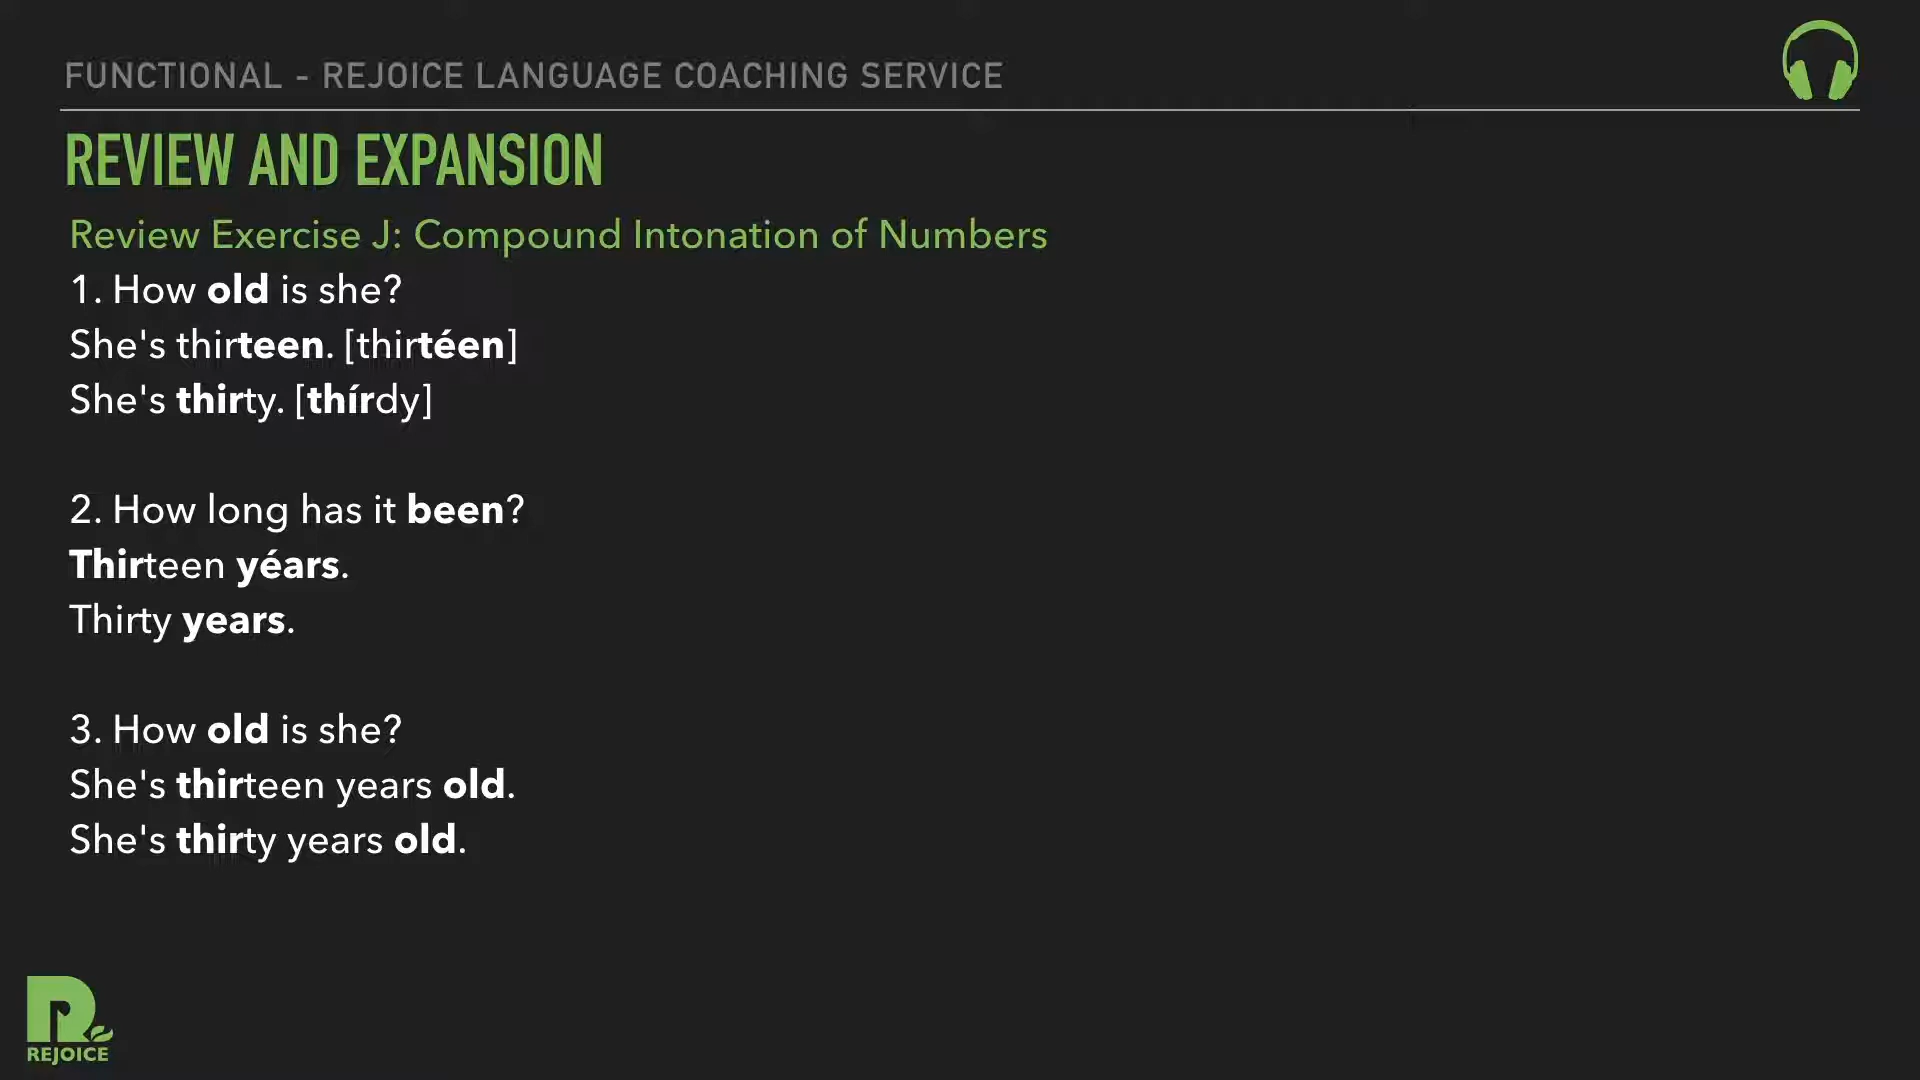 FUNCTIONAL - REJOICE LANGUAGE COACHING SERVICE
REVIEW AND EXPANSION
Review Exercise J: Compound Intonation of Numbers
1. How old is she?
She's thirteen. [thirtéen]
She's thirty. [thírdy]
2. How long has it been?
Thirteen yéars.
Thirty years.
3. How old is she?
She's thirteen years old.
She's thirty years old.
REJOICE